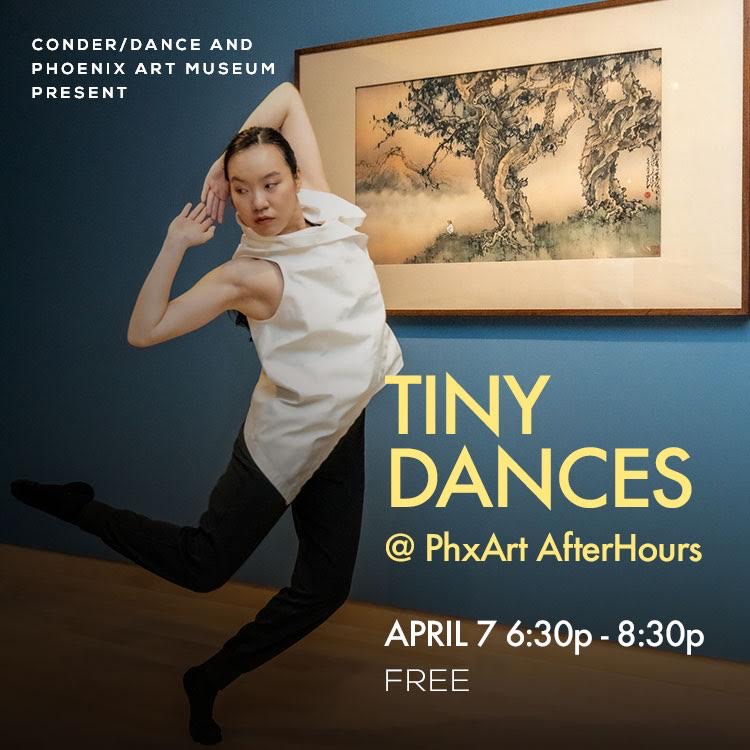 CONDER/DANCE AND
PHOENIX ART MUSEUM
PRESENT
TINY
DANCES
@ PhxArt AfterHours
APRIL 7 6:30p - 8:30p
FREE